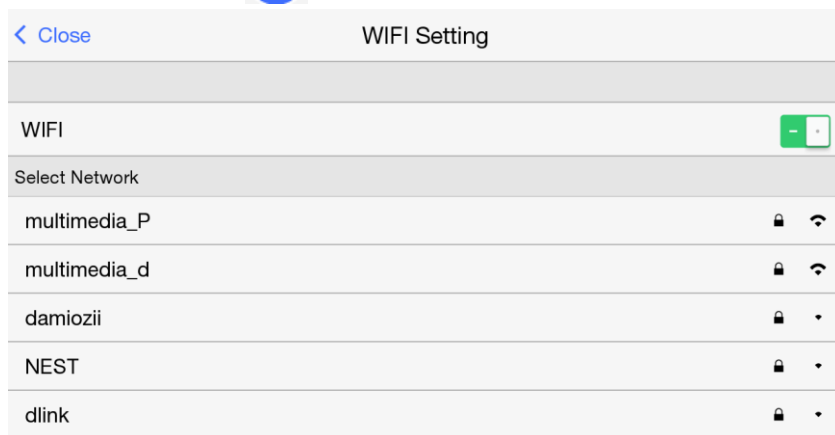 Close WIFI Setting
WIFI
Select Network
multimedia_P
multimedia_d
damiozii
NEST
dlink